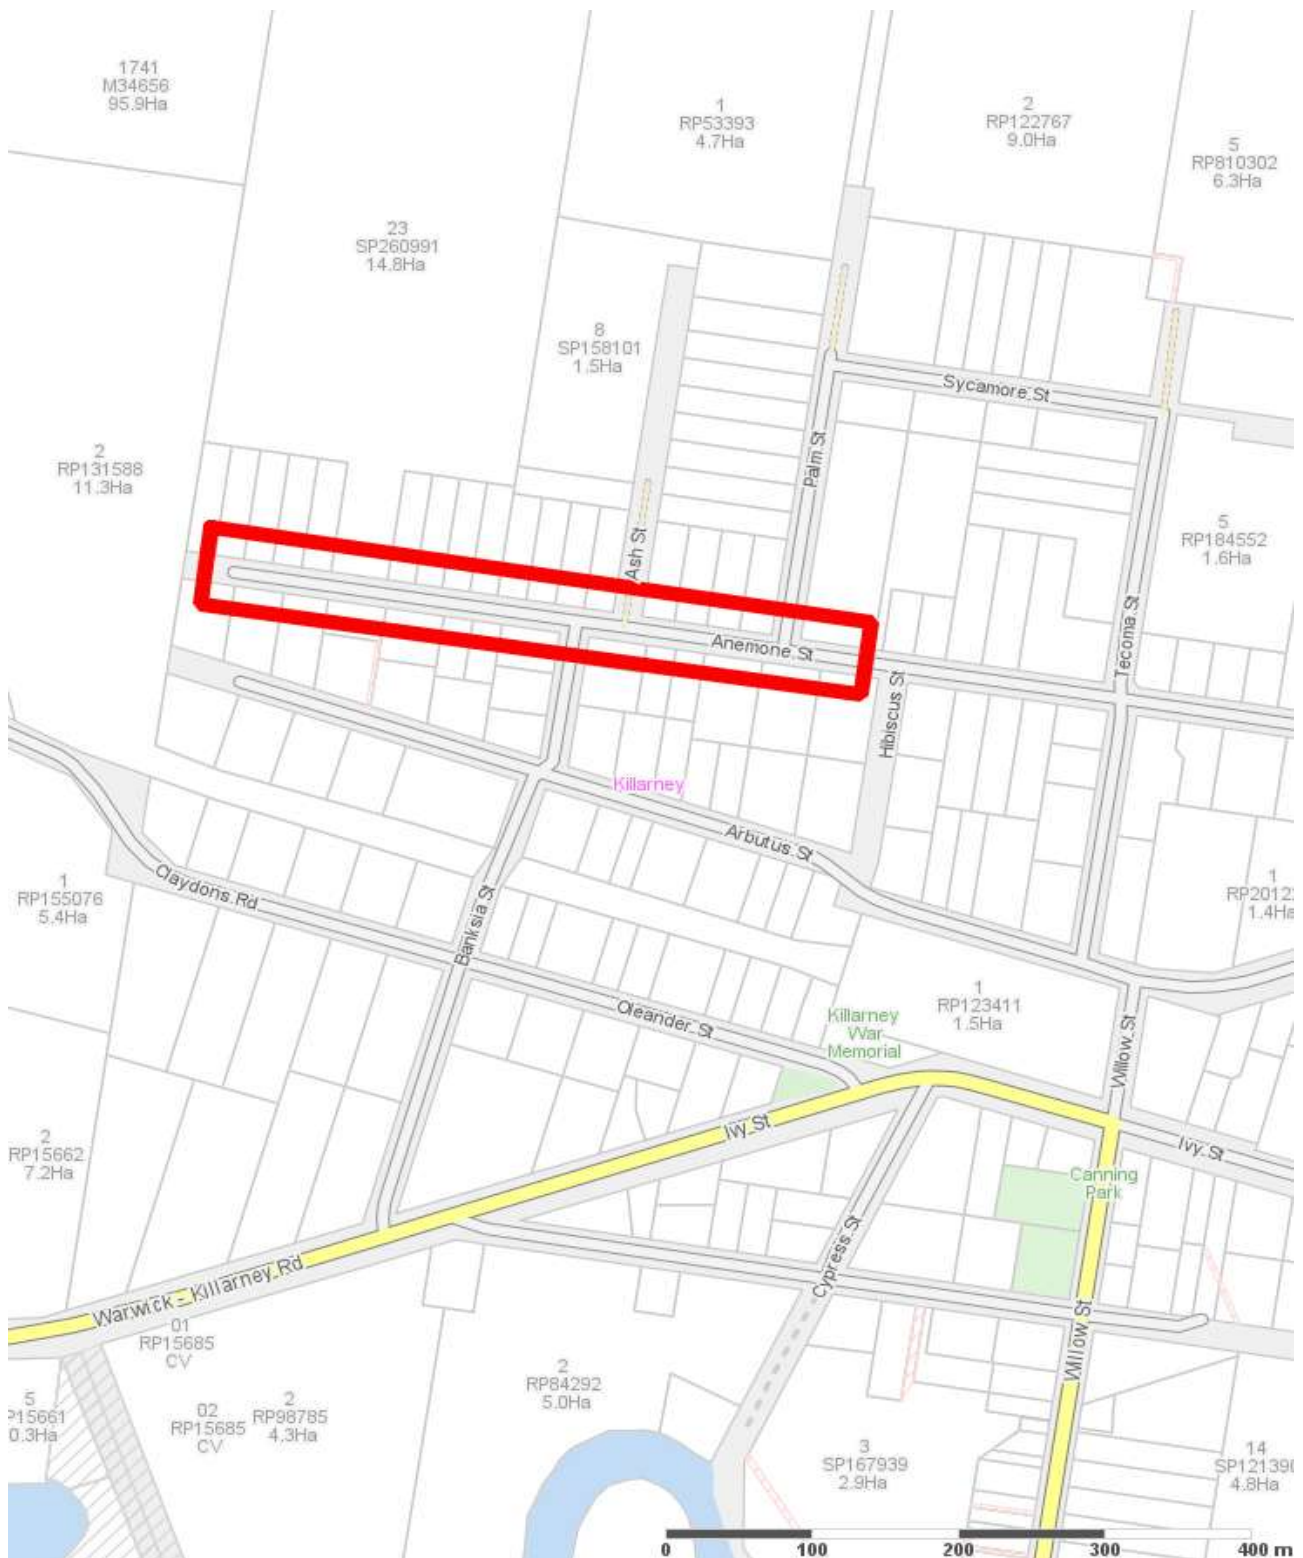 1741
M34656
95.9Ha
1
RP53393
4.7Ha
2
RP122767
9.0Ha
5
RP810302
6.3Ha
23
SP260991
14.8Ha
8
SP158101
1.5Ha
Sycamore St
2
RP131588
11.3Ha
Palm St
5
RP184552
1.6Ha
Ash St
Anemone St
Tecoma St
Hibiscus St
Killarney
Arbutus St
1
RP155076
5.4Ha
Claydons Rd
Banksia St
1
1.4Ha
1
RP123411
1.5Ha
Oleander St
Killarney
War
Memorial
Willow St
Ivy St
Ivy St
2
RP15662
7.2Ha
Canning
Park
Cypress St
Warwick - Killarney Rd
01
RP15685
CV
Willow St
2
RP84292
5.0Ha
5
P15661
0.3Ha
02
RP15685
CV
2
RP98785
4.3Ha
3
SP167939
2.9Ha
14
SP121390
4.8Ha
0 100 200 300 400 m